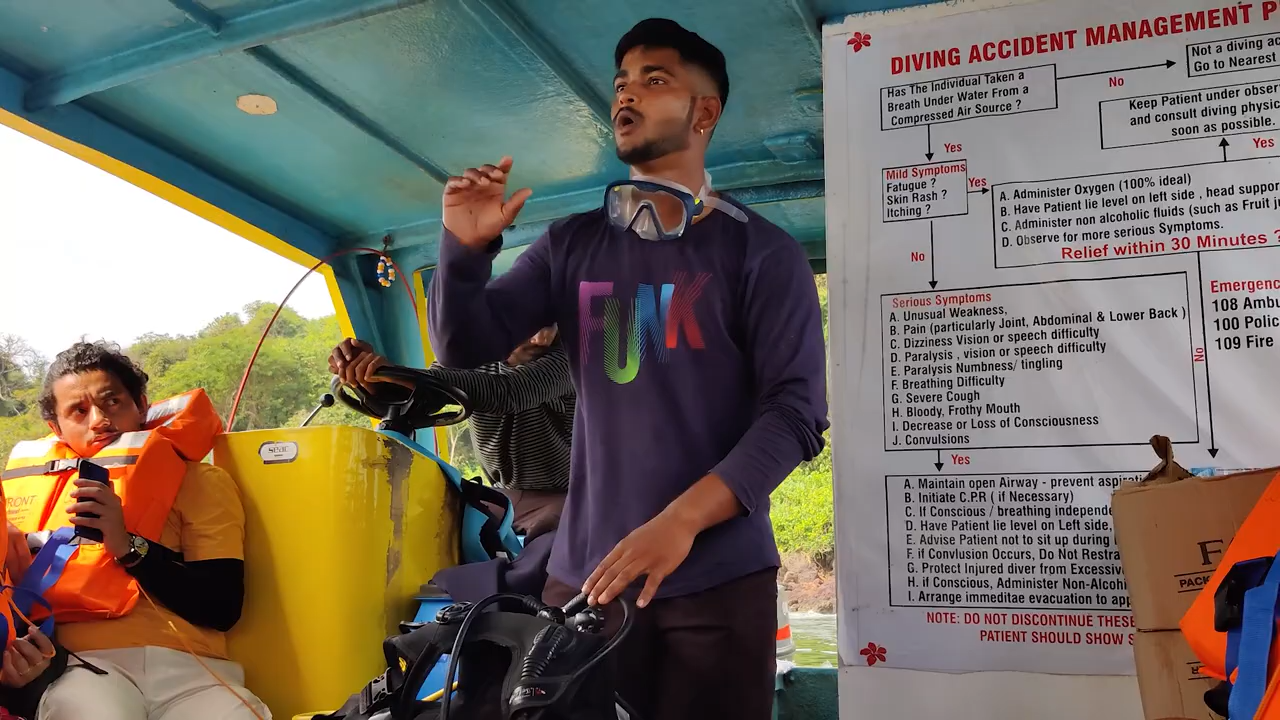 DIVING ACCIDENT MANAGEMENT P
Has The Individual Taken a
Breath Under Water From a
Compressed Air Source ?
No
Not a diving ac
Go to Nearest
Keep Patient under obser
and consult diving physic
soon as possible.
Yes
Yes
Mild Symptoms
Fatugue ?
Skin Rash ?
Itching ?
Yes
A. Administer Oxygen (100% ideal)
B. Have Patient lie level on left side , head suppor
C. Administer non alcoholic fluids (such as Fruit ju
D. Observe for more serious Symptoms.
Relief within 30 Minutes ?
No
Serious Symptoms
A. Unusual Weakness,
B. Pain (particularly Joint, Abdominal & Lower Back )
C. Dizziness Vision or speech difficulty
D. Paralysis , vision or speech difficulty
E. Paralysis Numbness/ tingling
F. Breathing Difficulty
G. Severe Cough
H. Bloody, Frothy Mouth
I. Decrease or Loss of Consciousness
J. Convulsions
No
Emergenc
108 Ambu
100 Polic
109 Fire
Yes
A. Maintain open Airway - prevent aspirati
B. Initiate C.P.R ( if Necessary)
C. If Conscious / breathing independe
D. Have Patient lie level on Left side,
E. Advise Patient not to sit up during
F. if Convlusion Occurs, Do Not Restra
G. Protect Injured diver from Excessiv
H. if Conscious, Administer Non-Alcohi
I. Arrange immeditae evacuation to app
NOTE: DO NOT DISCONTINUE THESE
PATIENT SHOULD SHOW S
FUNK
F
PACK
RONT